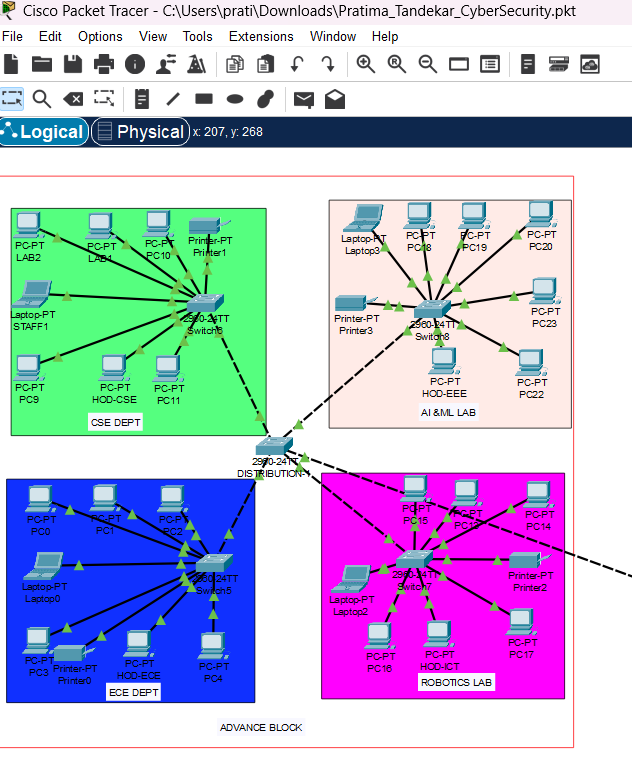 Cisco Packet Tracer - C:\Users\prati\Downloads\Pratima_Tandekar_CyberSecurity.pkt
File Edit Options View Tools Extensions Window Help
Logical Physical x: 207, y: 268
PC-PT
LAB2
PC-PT
LAB1
PC-PT
PC10
Printer-PT
Printer1
Laptop-PT
STAFF1
2960-24TT
Switch6
PC-PT
PC9
PC-PT
HOD-CSE
PC-PT
PC11
CSE DEPT
Laptop-PT
Laptop3
PC-PT
PC18
PC-PT
PC19
PC-PT
PC20
Printer-PT
Printer3
2960-24TT
Switch8
PC-PT
PC23
PC-PT
HOD-EEE
PC-PT
PC22
AI &ML LAB
2960-24TT
DISTRIBUTION-
PC-PT
PC0
PC-PT
PC1
PC-PT
PC2
Laptop-PT
Laptop0
2960-24TT
Switch5
PC-PT
PC3
Printer-PT
Printer0
PC-PT
HOD-ECE
PC-PT
PC4
ECE DEPT
PC-PT
PC15
PC-PT
PC-PT
PC14
2960-24TT
Switch7
Laptop-PT
Laptop2
Printer-PT
Printer2
PC-PT
PC16
PC-PT
HOD-ICT
PC-PT
PC17
ROBOTICS LAB
ADVANCE BLOCK